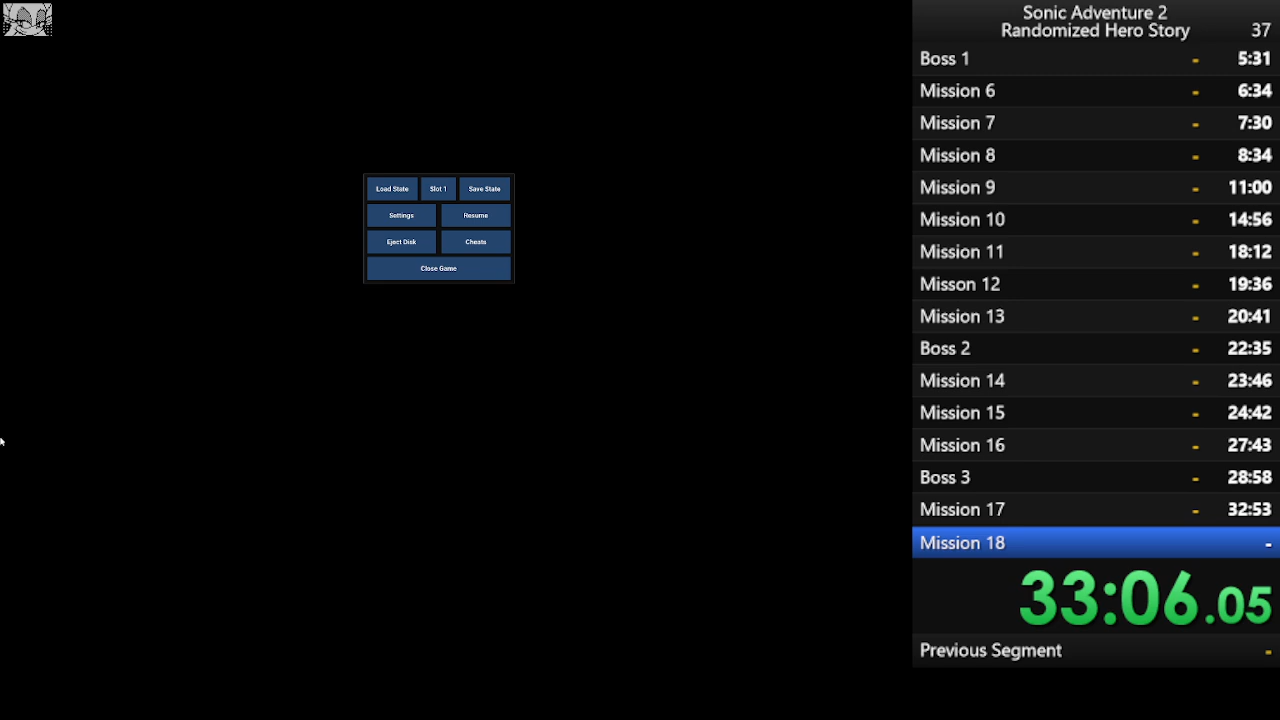 Sonic Adventure 2
Randomized Hero Story 37
Boss 1 - 5:31
Mission 6 - 6:34
Mission 7 - 7:30
Mission 8 - 8:34
Mission 9 - 11:00
Mission 10 - 14:56
Mission 11 - 18:12
Misson 12 - 19:36
Mission 13 - 20:41
Boss 2 - 22:35
Mission 14 - 23:46
Mission 15 - 24:42
Mission 16 - 27:43
Boss 3 - 28:58
Mission 17 - 32:53
Mission 18 -
33:06.05
Previous Segment -
Load State Slot 1 Save State
Settings Resume
Eject Disk Cheats
Close Game